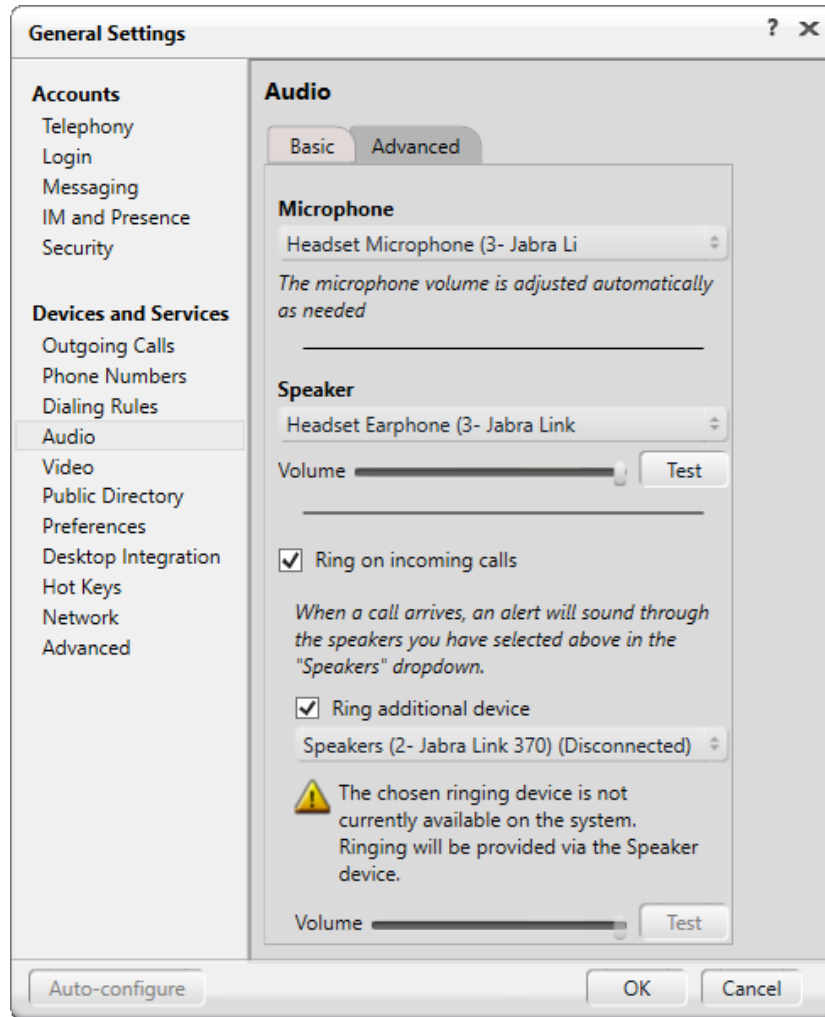 General Settings
?
Accounts
Telephony
Login
Messaging
IM and Presence
Security
Devices and Services
Outgoing Calls
Phone Numbers
Dialing Rules
Audio
Video
Public Directory
Preferences
Desktop Integration
Hot Keys
Network
Advanced
Audio
Basic
Advanced
Microphone
Headset Microphone (3- Jabra Li
The microphone volume is adjusted automatically
as needed
Speaker
Headset Earphone (3- Jabra Link
Volume
Test
Ring on incoming calls
When a call arrives, an alert will sound through
the speakers you have selected above in the
"Speakers" dropdown.
Ring additional device
Speakers (2- Jabra Link 370) (Disconnected)
The chosen ringing device is not
currently available on the system.
Ringing will be provided via the Speaker
device.
Volume
Test
Auto-configure
OK
Cancel